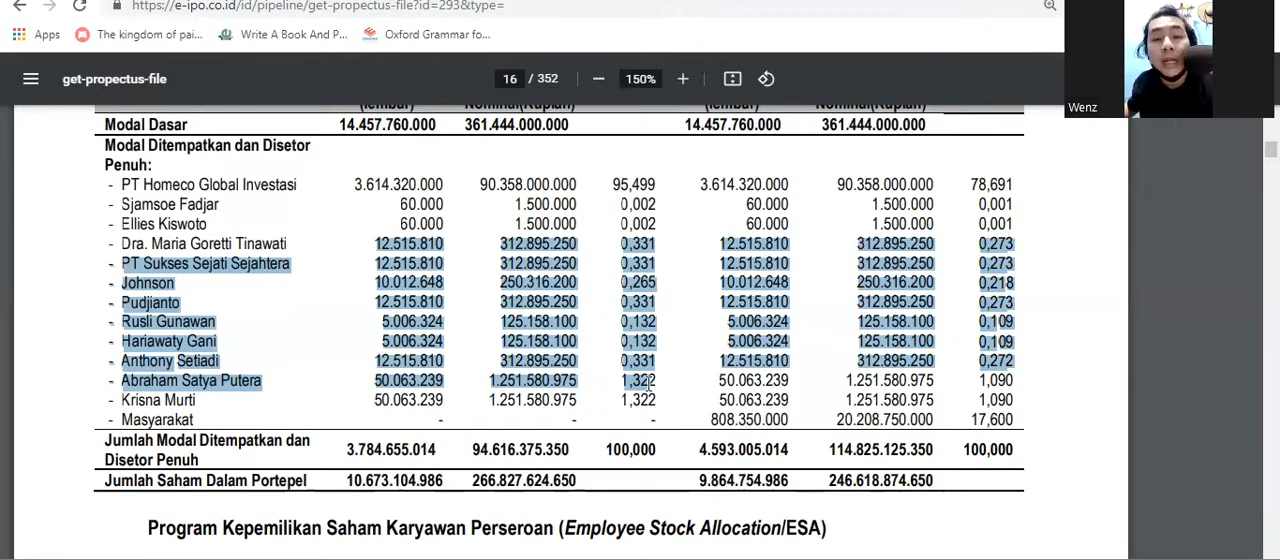 https://e-ipo.co.id/id/pipeline/get-propectus-file?id=293&type=
Apps The kingdom of pai... Write A Book And P... Oxford Grammar fo...
Wenz
get-propectus-file 16 / 352 150%
(lembar) Nominal(Rupiah) (lembar) Nominal(Rupiah)
Modal Dasar 14.457.760.000 361.444.000.000 14.457.760.000 361.444.000.000
Modal Ditempatkan dan Disetor
Penuh:
- PT Homeco Global Investasi 3.614.320.000 90.358.000.000 95,499 3.614.320.000 90.358.000.000 78,691
- Sjamsoe Fadjar 60.000 1.500.000 0,002 60.000 1.500.000 0,001
- Ellies Kiswoto 60.000 1.500.000 0,002 60.000 1.500.000 0,001
- Dra. Maria Goretti Tinawati 12.515.810 312.895.250 0,331 12.515.810 312.895.250 0,273
- PT Sukses Sejati Sejahtera 12.515.810 312.895.250 0,331 12.515.810 312.895.250 0,273
- Johnson 10.012.648 250.316.200 0,265 10.012.648 250.316.200 0,218
- Pudjianto 12.515.810 312.895.250 0,331 12.515.810 312.895.250 0,273
- Rusli Gunawan 5.006.324 125.158.100 0,132 5.006.324 125.158.100 0,109
- Hariawaty Gani 5.006.324 125.158.100 0,132 5.006.324 125.158.100 0,109
- Anthony Setiadi 12.515.810 312.895.250 0,331 12.515.810 312.895.250 0,272
- Abraham Satya Putera 50.063.239 1.251.580.975 1,322 50.063.239 1.251.580.975 1,090
- Krisna Murti 50.063.239 1.251.580.975 1,322 50.063.239 1.251.580.975 1,090
- Masyarakat - - - 808.350.000 20.208.750.000 17,600
Jumlah Modal Ditempatkan dan
Disetor Penuh 3.784.655.014 94.616.375.350 100,000 4.593.005.014 114.825.125.350 100,000
Jumlah Saham Dalam Portepel 10.673.104.986 266.827.624.650 9.864.754.986 246.618.874.650
Program Kepemilikan Saham Karyawan Perseroan (Employee Stock Allocation/ESA)